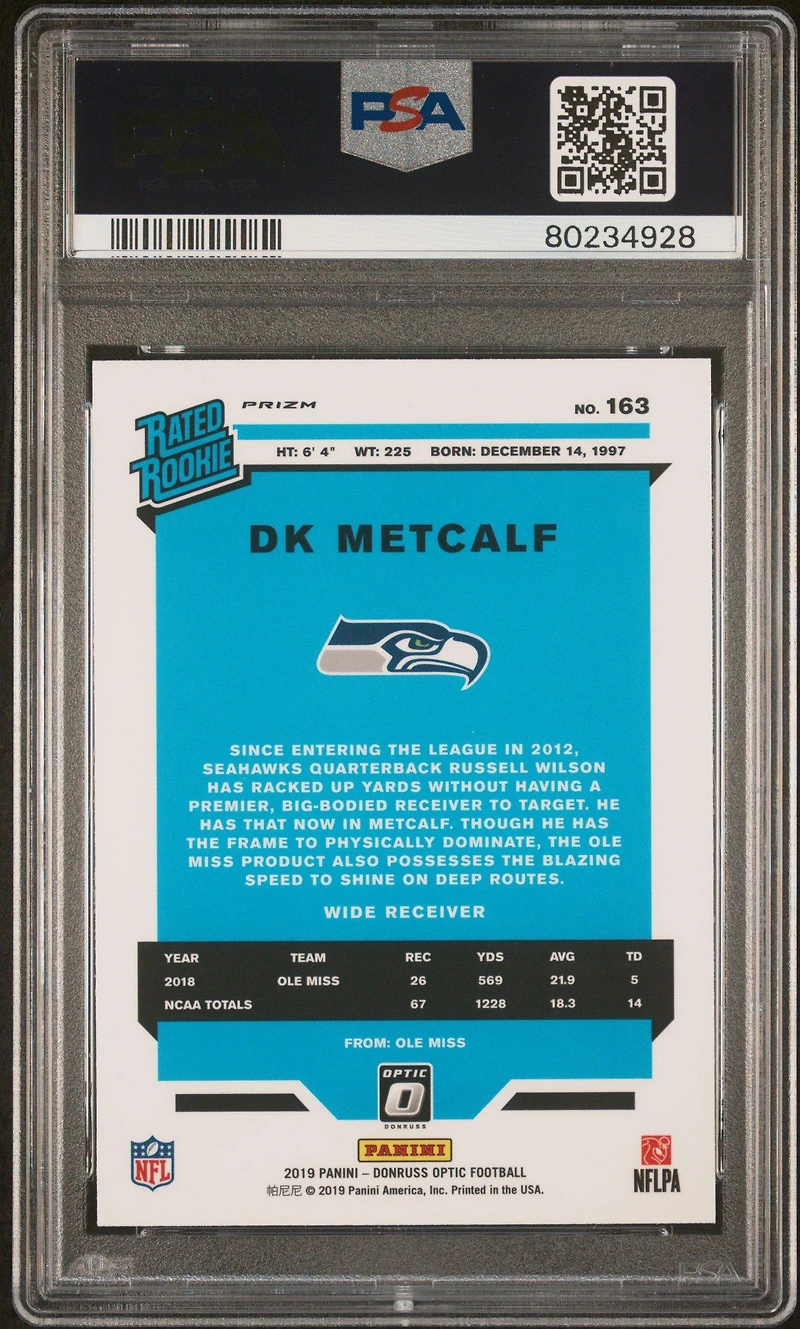 PSA
80234928
RATED
ROOKIE
PRIZM
NO. 163
HT: 6' 4" WT: 225 BORN: DECEMBER 14, 1997
DK METCALF
SINCE ENTERING THE LEAGUE IN 2012,
SEAHAWKS QUARTERBACK RUSSELL WILSON
HAS RACKED UP YARDS WITHOUT HAVING A
PREMIER, BIG-BODIED RECEIVER TO TARGET. HE
HAS THAT NOW IN METCALF. THOUGH HE HAS
THE FRAME TO PHYSICALLY DOMINATE, THE OLE
MISS PRODUCT ALSO POSSESSES THE BLAZING
SPEED TO SHINE ON DEEP ROUTES.
WIDE RECEIVER
YEAR TEAM REC YDS AVG TD
2018 OLE MISS 26 569 21.9 5
NCAA TOTALS 67 1228 18.3 14
FROM: OLE MISS
OPTIC
O
DONRUSS
PANINI
NFL
NFLPA
2019 PANINI – DONRUSS OPTIC FOOTBALL
帕尼尼 © 2019 Panini America, Inc. Printed in the USA.
PSA